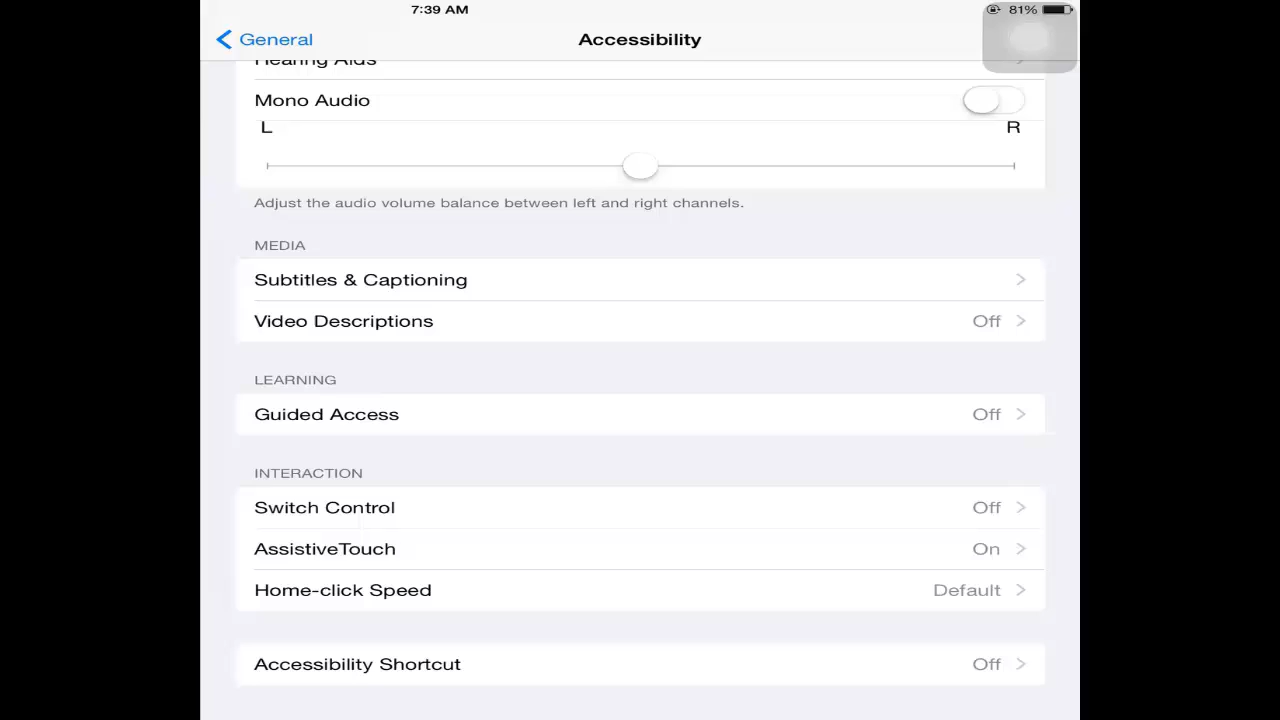 7:39 AM
81%
General
Accessibility
Hearing Aids
Mono Audio
L
R
Adjust the audio volume balance between left and right channels.
MEDIA
Subtitles & Captioning
Video Descriptions Off
LEARNING
Guided Access Off
INTERACTION
Switch Control Off
AssistiveTouch On
Home-click Speed Default
Accessibility Shortcut Off